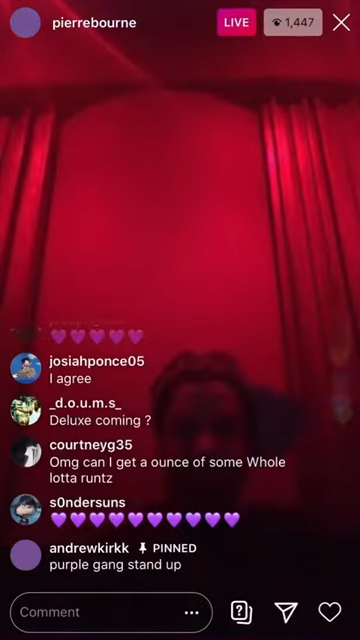 pierrebourne
LIVE
1,447
💜💜💜💜💜
josiahponce05
I agree
_d.o.u.m.s_
Deluxe coming ?
courtneyg35
Omg can I get a ounce of some Whole
lotta runtz
s0ndersuns
💜💜💜💜💜💜💜💜💜💜
andrewkirkk PINNED
purple gang stand up
Comment